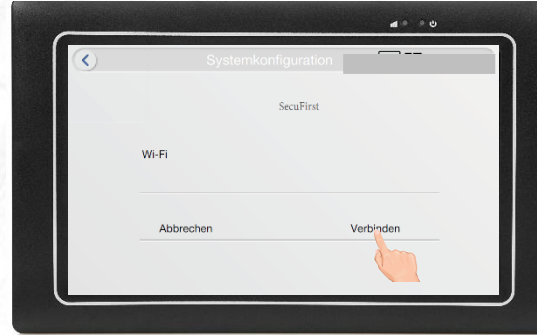 Systemkonfiguration
SecuFirst
Wi-Fi
Abbrechen Verbinden